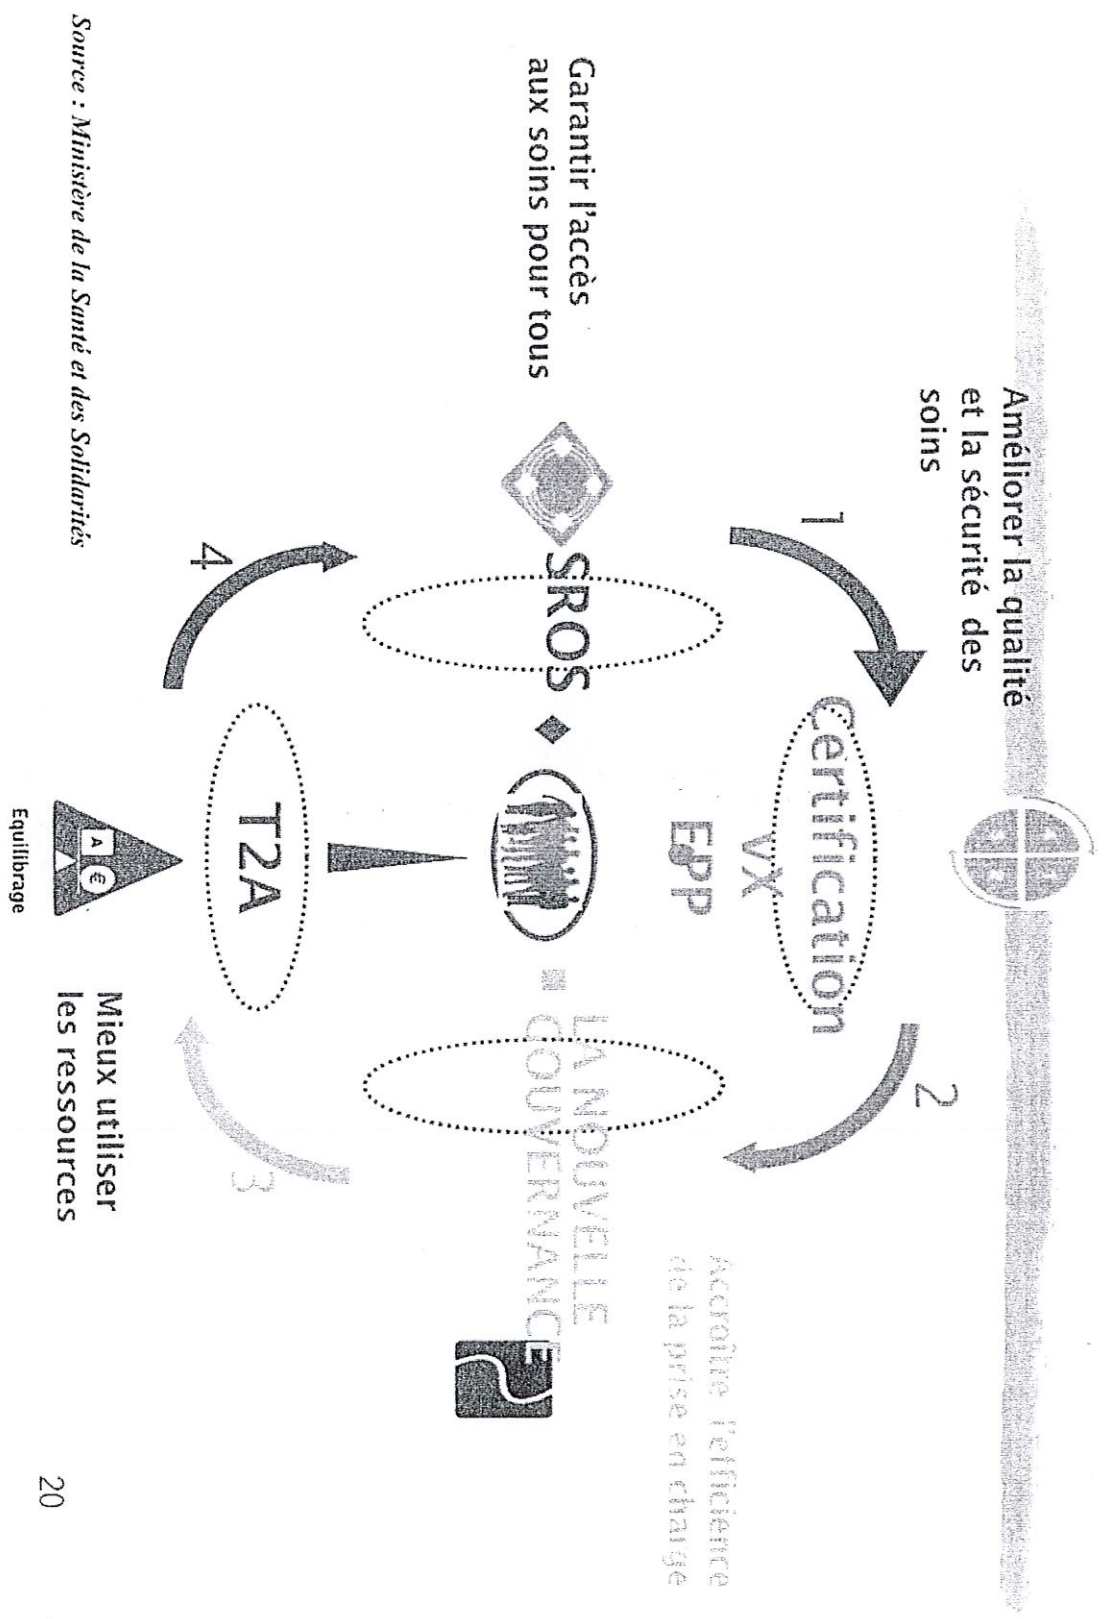 Améliorer la qualité
et la sécurité des
soins
1
2
Certification
VX
EPP
Accroître l'efficience
de la prise en charge
Garantir l'accès
aux soins pour tous
SROS
LA NOUVELLE
GOUVERNANCE
4
3
T2A
A €
Equilibrage
Mieux utiliser
les ressources
Source : Ministère de la Santé et des Solidarités
20